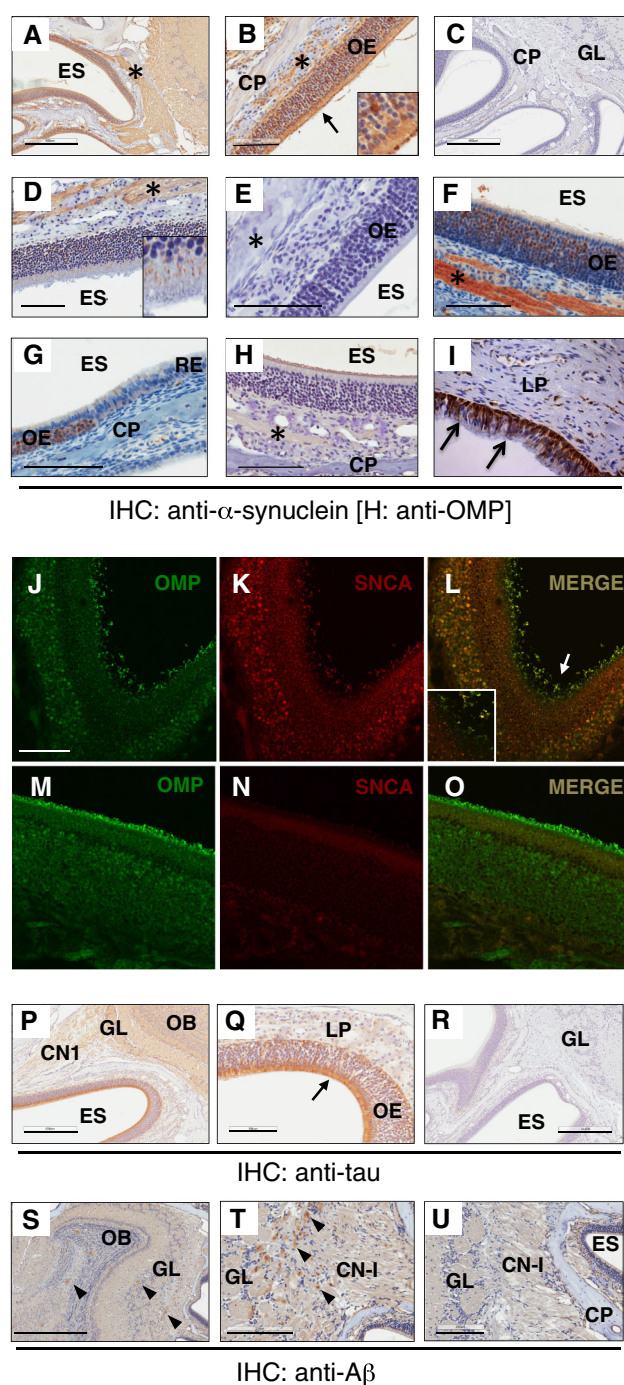 A B C
ES * CP * OE CP GL
D E F
* * OE ES ES OE *
G H I
ES RE OE CP ES * CP LP
IHC: anti-α-synuclein [H: anti-OMP]
J OMP K SNCA L MERGE
M OMP N SNCA O MERGE
P GL OB Q LP R GL
CN1 ES OE ES
IHC: anti-tau
S OB GL T GL CN-I U ES GL CN-I CP
IHC: anti-Aβ